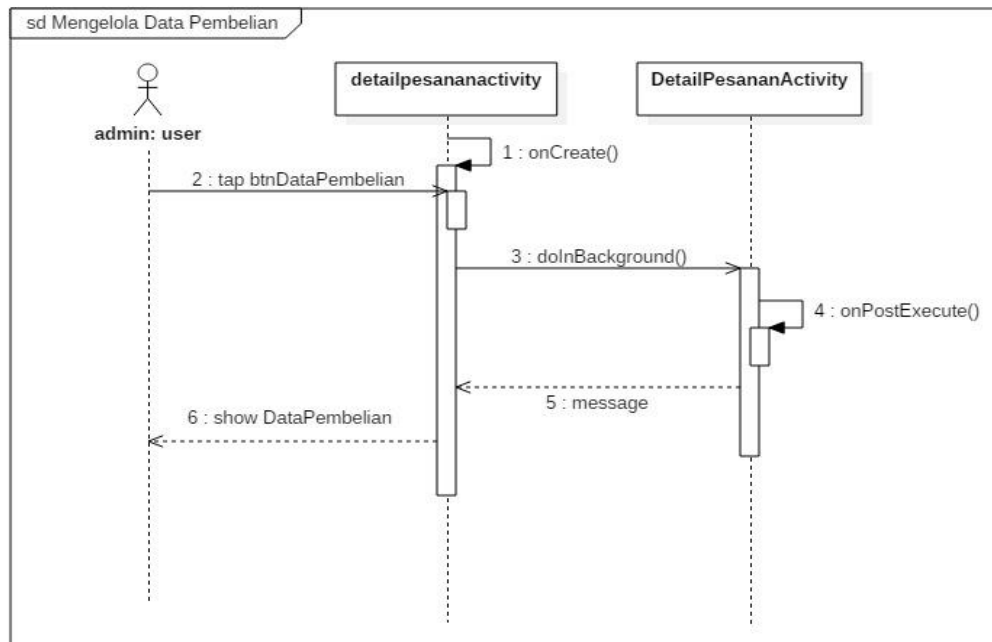 sd Mengelola Data Pembelian
detailpesananactivity
DetailPesananActivity
admin: user
1 : onCreate()
2 : tap btnDataPembelian
3 : doInBackground()
4 : onPostExecute()
5 : message
6 : show DataPembelian